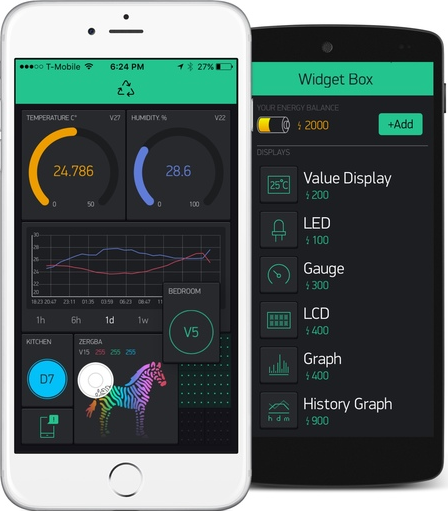 T-Mobile 6:24 PM 27%
TEMPERATURE C° V27
24.786
0 50
HUMIDITY. % V22
28.6
0 100
30
28
26
24
22
20
18:23 20:47 23:11 01:35 03:59 06:23 08:47 11
1h 6h 1d 1w
BEDROOM
V5
KITCHEN
D7
ZERGBA
V15 255 255 255
1
Widget Box
YOUR ENERGY BALANCE
2000
+Add
DISPLAYS
25°C
Value Display
200
LED
100
Gauge
300
LCD
400
Graph
400
h d m
History Graph
900